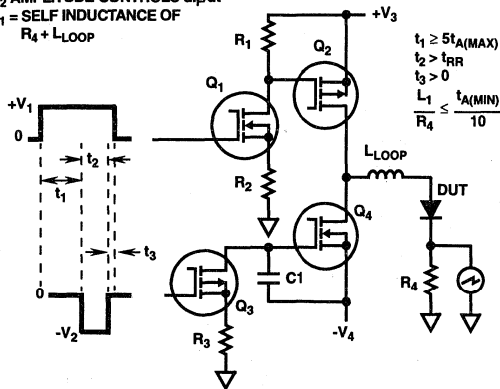 2 AMPLITUDE CONTROLS di/dt
1 = SELF INDUCTANCE OF
R4 + LLOOP
+V3
R1
Q2
t1 ≥ 5tA(MAX)
t2 > tRR
t3 > 0
L1/R4 ≤ tA(MIN)/10
+V1
0
Q1
t2
t1
R2
LLOOP
DUT
Q4
t3
R4
0
C1
Q3
-V2
R3
-V4